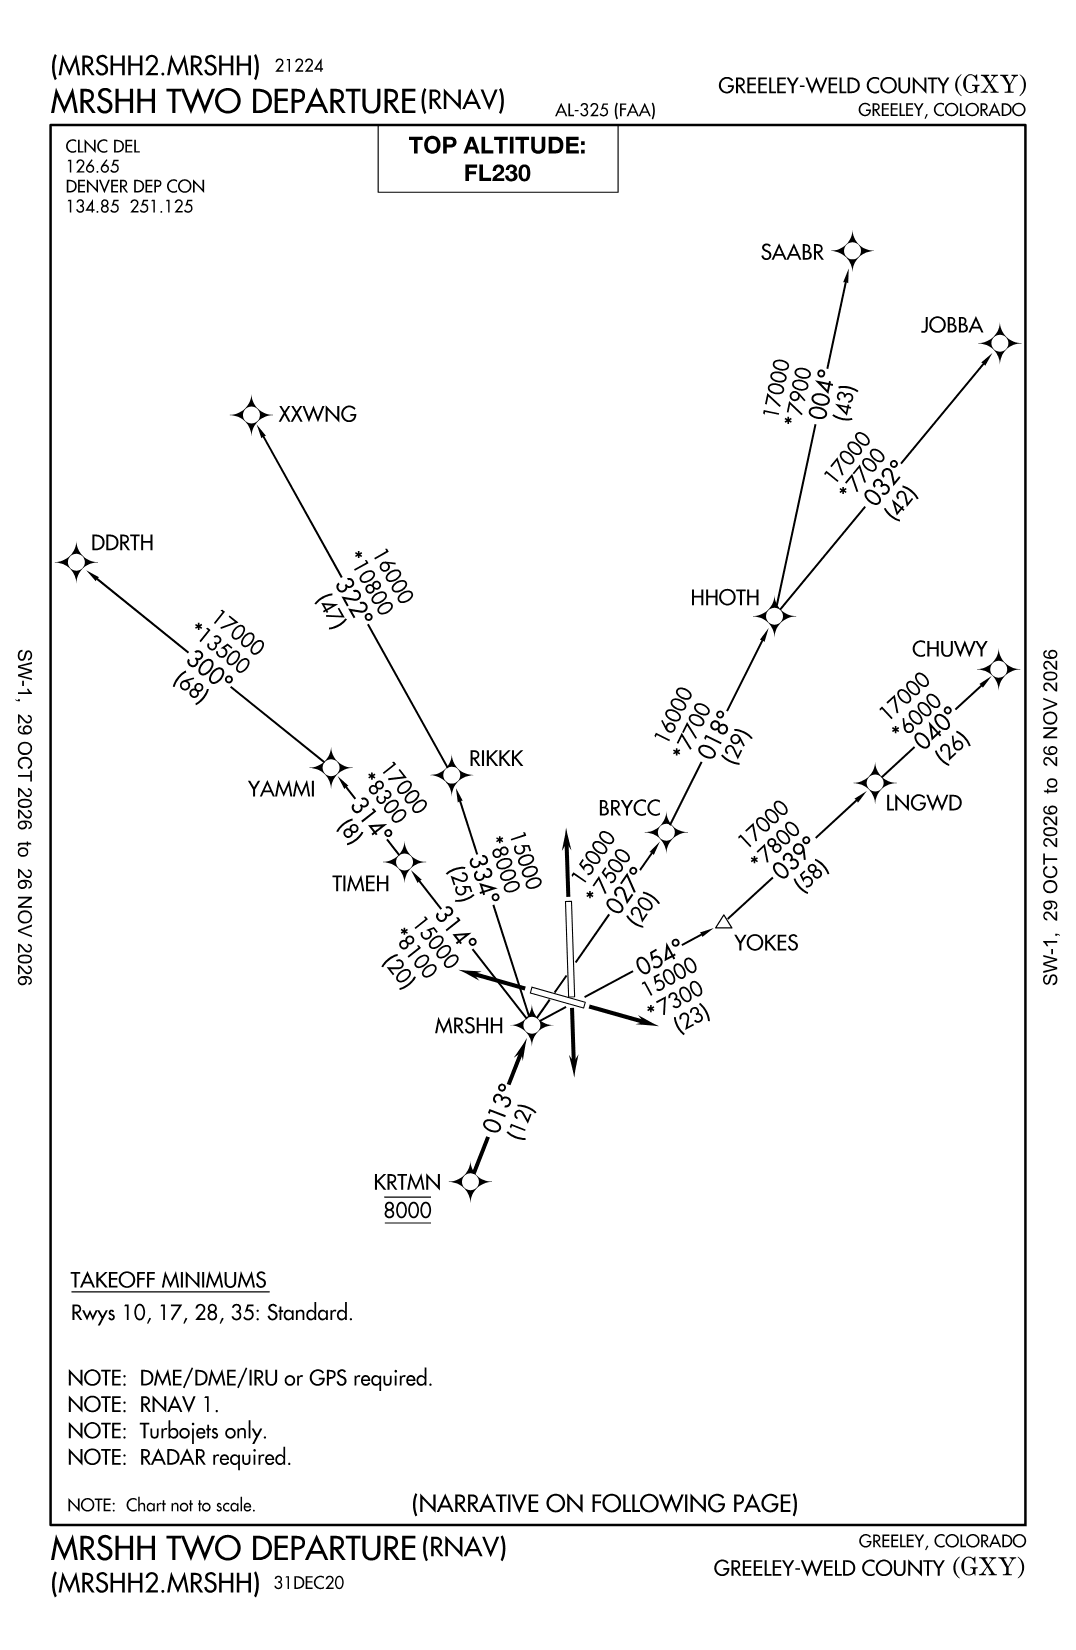 (MRSHH2.MRSHH) 21224
MRSHH TWO DEPARTURE (RNAV)
AL-325 (FAA)
GREELEY-WELD COUNTY (GXY)
GREELEY, COLORADO
CLNC DEL
126.65
DENVER DEP CON
134.85 251.125
TOP ALTITUDE:
FL230
SAABR
JOBBA
17000
*7900
004°
(43)
17000
*7700
032°
(42)
XXWNG
DDRTH
16000
*10800
322°
(47)
17000
*13500
300°
(68)
HHOTH
CHUWY
17000
*6000
040°
(26)
16000
*7700
018°
(29)
RIKKK
YAMMI
17000
*8300
314°
(8)
LNGWD
BRYCC
TIMEH
15000
*8000
334°
(25)
15000
*7500
027°
(20)
17000
*7800
039°
(58)
314°
15000
*8100
(20)
YOKES
054°
15000
*7300
(23)
MRSHH
013°
(12)
KRTMN
8000
SW-1, 29 OCT 2026 to 26 NOV 2026
SW-1, 29 OCT 2026 to 26 NOV 2026
TAKEOFF MINIMUMS
Rwys 10, 17, 28, 35: Standard.
NOTE: DME/DME/IRU or GPS required.
NOTE: RNAV 1.
NOTE: Turbojets only.
NOTE: RADAR required.
NOTE: Chart not to scale.
(NARRATIVE ON FOLLOWING PAGE)
MRSHH TWO DEPARTURE (RNAV)
(MRSHH2.MRSHH) 31DEC20
GREELEY, COLORADO
GREELEY-WELD COUNTY (GXY)